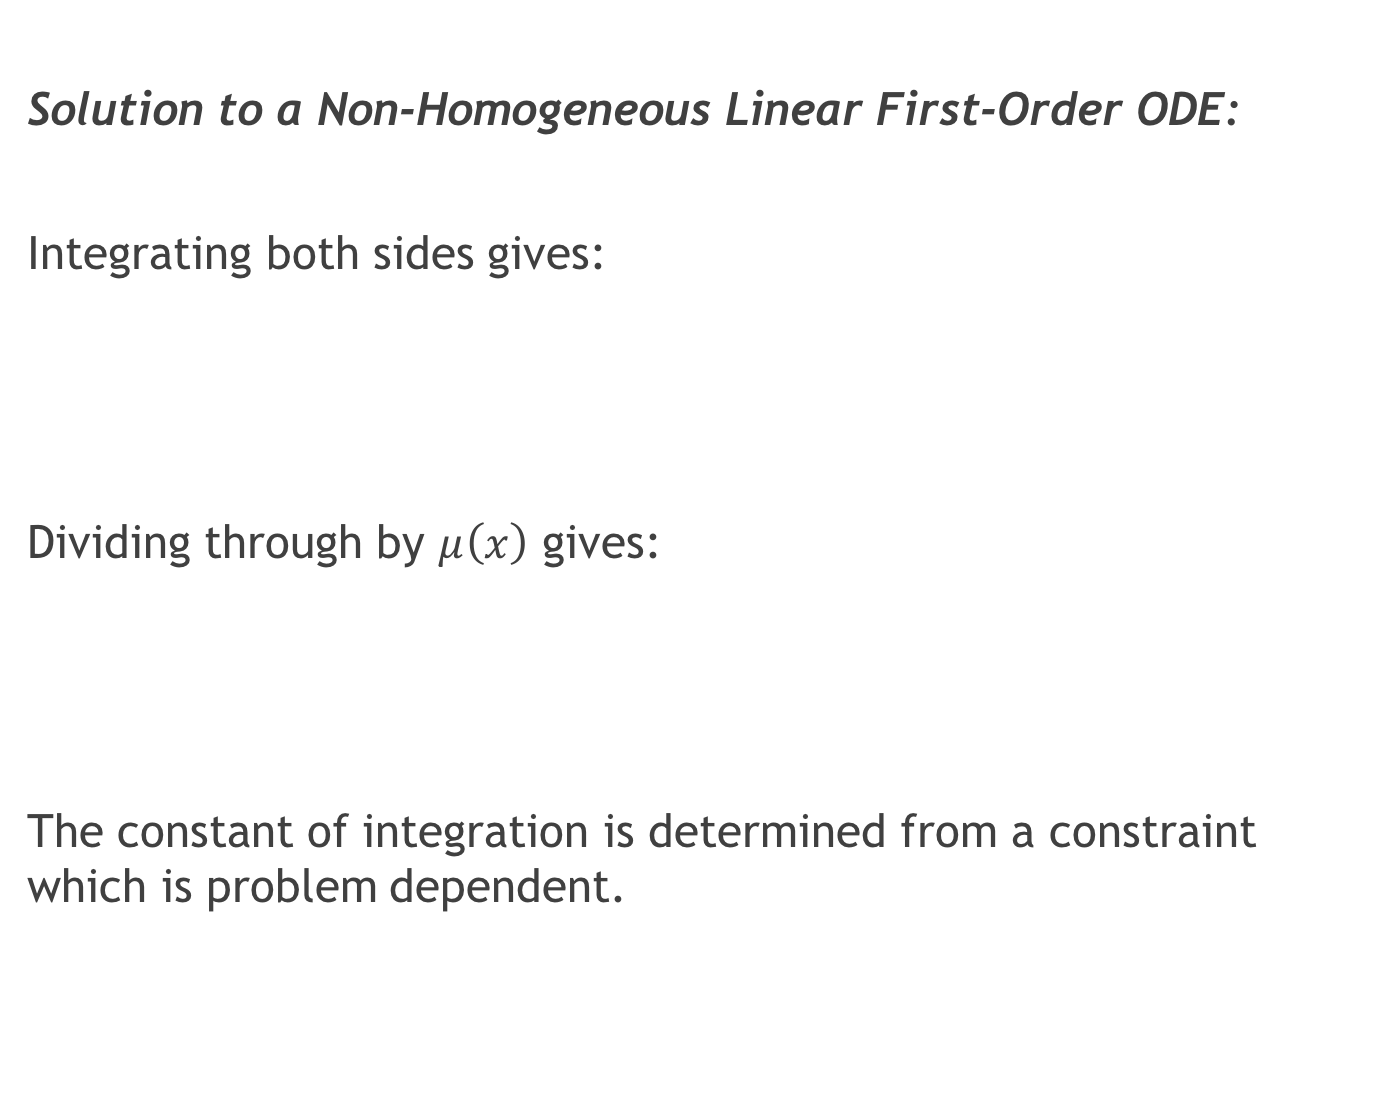 Solution to a Non-Homogeneous Linear First-Order ODE:
Integrating both sides gives:
Dividing through by 𝜇(𝑥) gives:
The constant of integration is determined from a constraint
which is problem dependent.